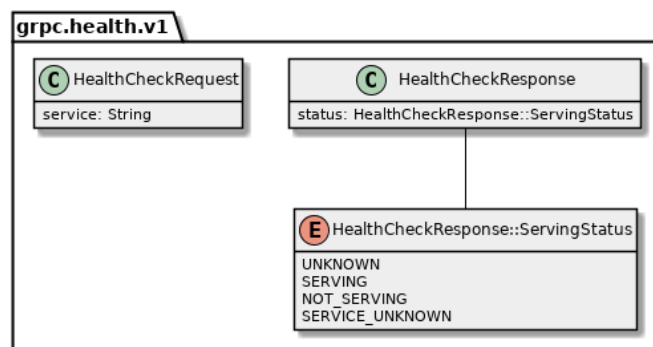 grpc.health.v1
C HealthCheckRequest
service: String
C HealthCheckResponse
status: HealthCheckResponse::ServingStatus
E HealthCheckResponse::ServingStatus
UNKNOWN
SERVING
NOT_SERVING
SERVICE_UNKNOWN